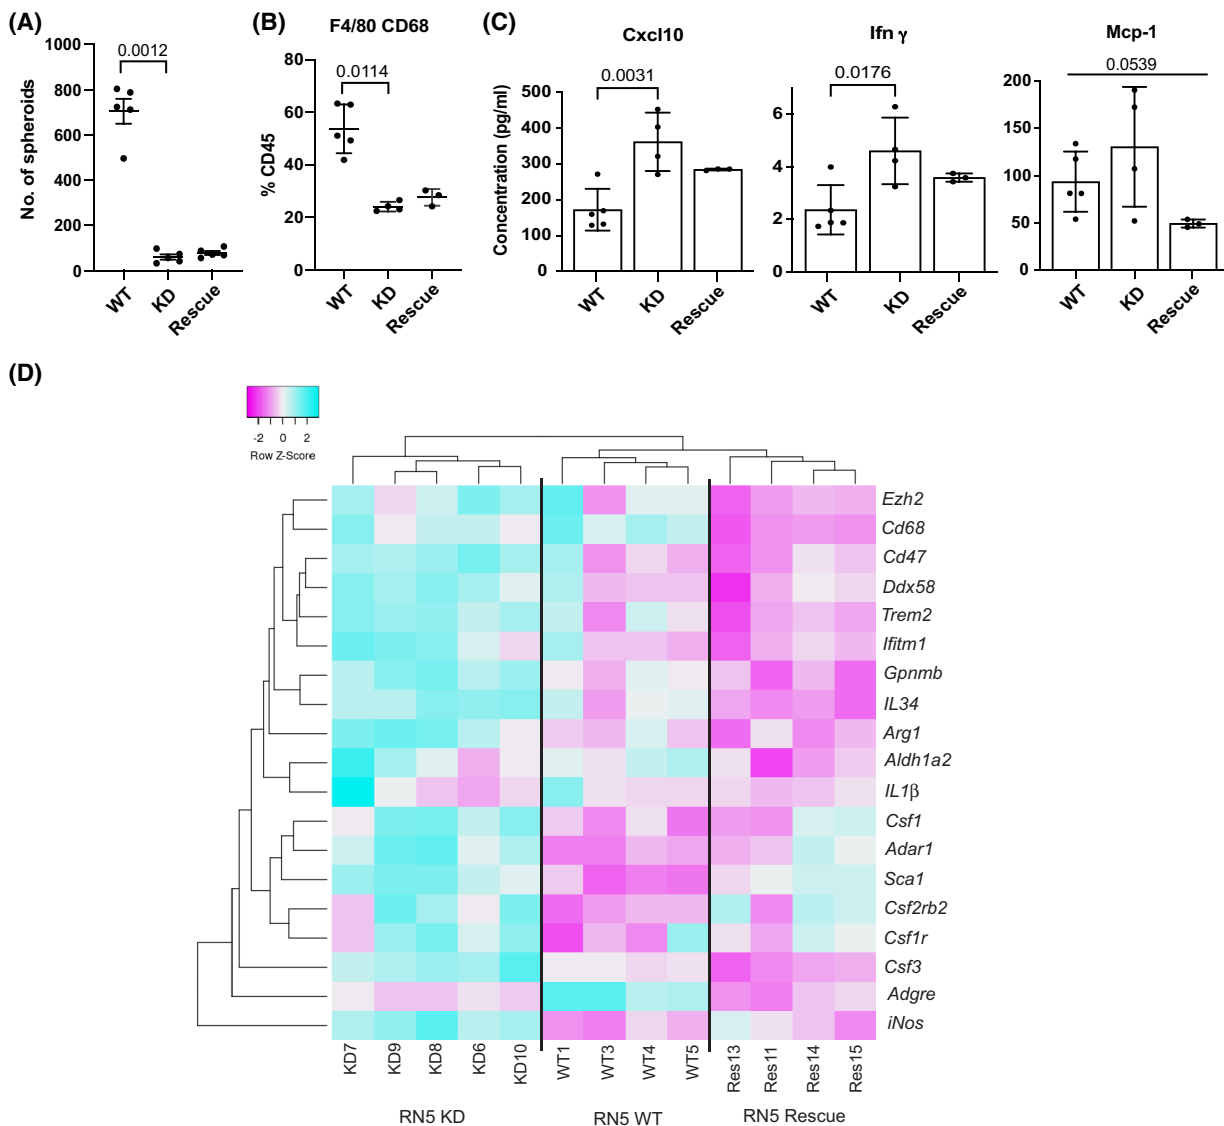 (A)
No. of spheroids
1000
800
600
400
200
0
0.0012
WT
KD
Rescue
(B)
F4/80 CD68
% CD45
80
60
40
20
0
0.0114
WT
KD
Rescue
(C)
Concentration (pg/ml)
Cxcl10
500
400
300
200
100
0
0.0031
WT
KD
Rescue
Ifn γ
6
4
2
0
0.0176
WT
KD
Rescue
Mcp-1
200
150
100
50
0
0.0539
WT
KD
Rescue
(D)
-2 0 2
Row Z-Score
Ezh2
Cd68
Cd47
Ddx58
Trem2
Ifitm1
Gpnmb
IL34
Arg1
Aldh1a2
IL1β
Csf1
Adar1
Sca1
Csf2rb2
Csf1r
Csf3
Adgre
iNos
KD7
KD9
KD8
KD6
KD10
WT1
WT3
WT4
WT5
Res13
Res11
Res14
Res15
RN5 KD
RN5 WT
RN5 Rescue